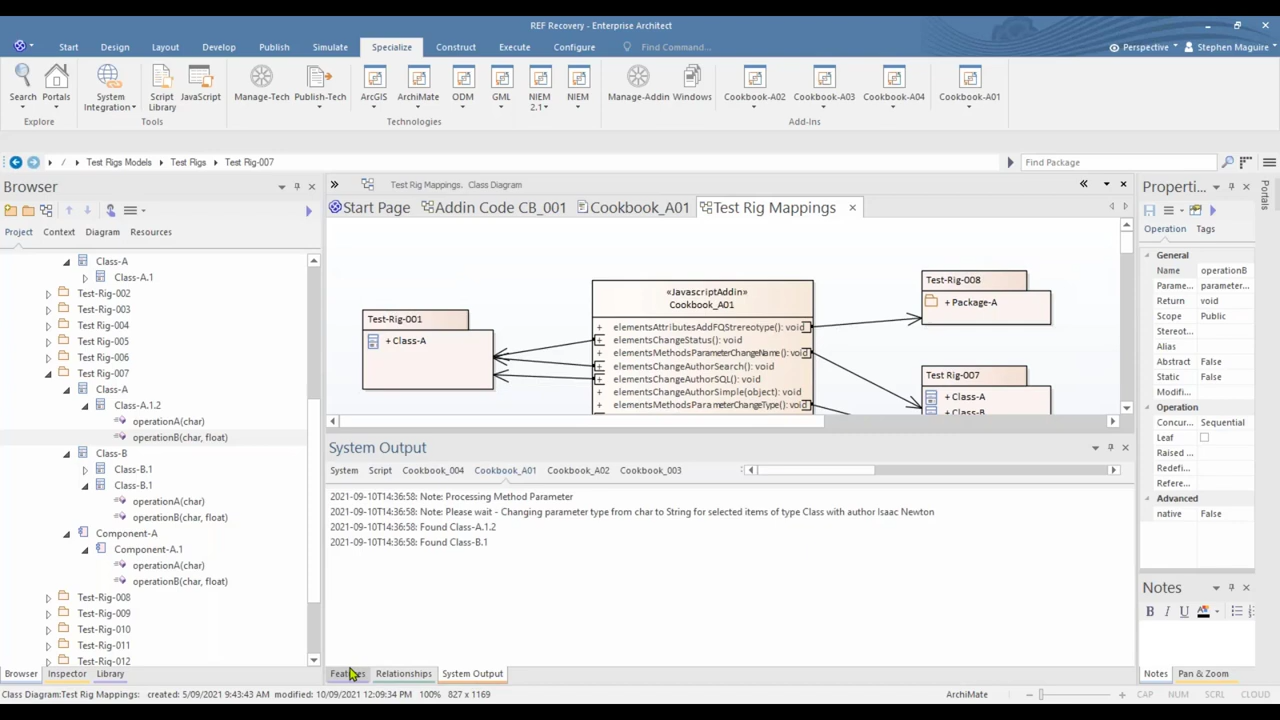 REF Recovery - Enterprise Architect
Start Design Layout Develop Publish Simulate Specialize Construct Execute Configure Find Command... Perspective Stephen Maguire
Search Portals System Integration Script Library JavaScript Manage-Tech Publish-Tech ArcGIS ArchiMate ODM GML NIEM 2.1 NIEM Manage-Addin Windows Cookbook-A02 Cookbook-A03 Cookbook-A04 Cookbook-A01
Explore Tools Technologies Add-Ins
/ Test Rigs Models Test Rigs Test Rig-007 Find Package
Browser
Project Context Diagram Resources
Class-A
Class-A.1
Test-Rig-002
Test-Rig-003
Test-Rig-004
Test-Rig-005
Test-Rig-006
Test-Rig-007
Class-A
Class-A.1.2
operationA(char)
operationB(char, float)
Class-B
Class-B.1
Class-B.1
operationA(char)
operationB(char, float)
Component-A
Component-A.1
operationA(char)
operationB(char, float)
Test-Rig-008
Test-Rig-009
Test-Rig-010
Test-Rig-011
Test-Rig-012
Browser Inspector Library
Test Rig Mappings. Class Diagram
Start Page Addin Code CB_001 Cookbook_A01 Test Rig Mappings
Test-Rig-001
+ Class-A
«JavascriptAddin»
Cookbook_A01
+ elementsAttributesAddFQStrereotype(): void
+ elementsChangeStatus(): void
+ elementsMethodsParameterChangeName(): void
+ elementsChangeAuthorSearch(): void
+ elementsChangeAuthorSQL(): void
+ elementsChangeAuthorSimple(object): void
+ elementsMethodsParameterChangeType(): void
Test-Rig-008
+ Package-A
Test Rig-007
+ Class-A
+ Class-B
System Output
System Script Cookbook_004 Cookbook_A01 Cookbook_A02 Cookbook_003
2021-09-10T14:36:58: Note: Processing Method Parameter
2021-09-10T14:36:58: Note: Please wait - Changing parameter type from char to String for selected items of type Class with author Isaac Newton
2021-09-10T14:36:58: Found Class-A.1.2
2021-09-10T14:36:58: Found Class-B.1
Features Relationships System Output
Properti...
Operation Tags
General
Name operationB
Parame... parameter...
Return void
Scope Public
Stereot...
Alias
Abstract False
Static False
Modifi...
Operation
Concur... Sequential
Leaf
Raised ...
Redefi...
Refere...
Advanced
native False
Notes
B I U A
Notes Pan & Zoom
Portals
Class Diagram:Test Rig Mappings: created: 5/09/2021 9:43:43 AM modified: 10/09/2021 12:09:34 PM 100% 827 x 1169 ArchiMate CAP NUM SCRL CLOUD